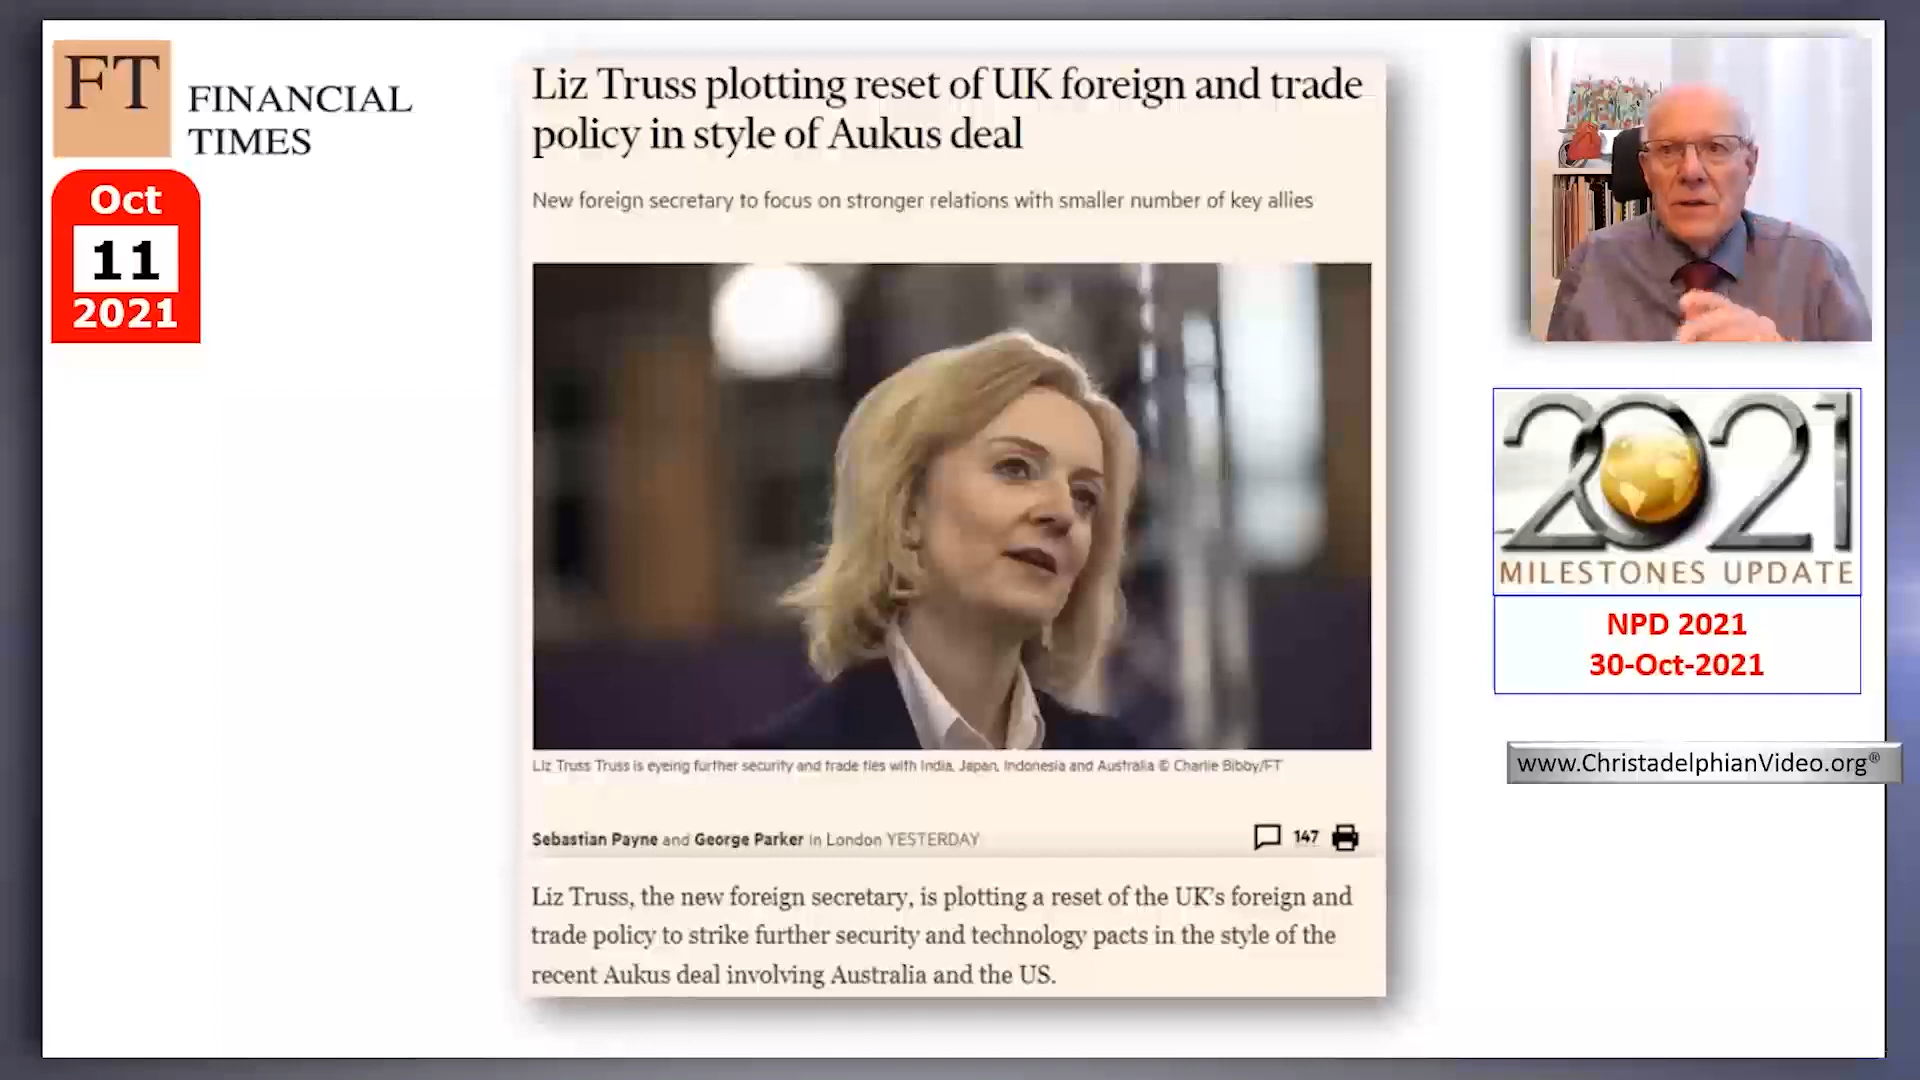 FT
FINANCIAL
TIMES
Oct
11
2021
Liz Truss plotting reset of UK foreign and trade
policy in style of Aukus deal
New foreign secretary to focus on stronger relations with smaller number of key allies
Liz Truss Truss is eyeing further security and trade ties with India, Japan, Indonesia and Australia © Charlie Bibby/FT
Sebastian Payne and George Parker in London YESTERDAY
147
Liz Truss, the new foreign secretary, is plotting a reset of the UK's foreign and
trade policy to strike further security and technology pacts in the style of the
recent Aukus deal involving Australia and the US.
2021
MILESTONES UPDATE
NPD 2021
30-Oct-2021
www.ChristadelphianVideo.org®